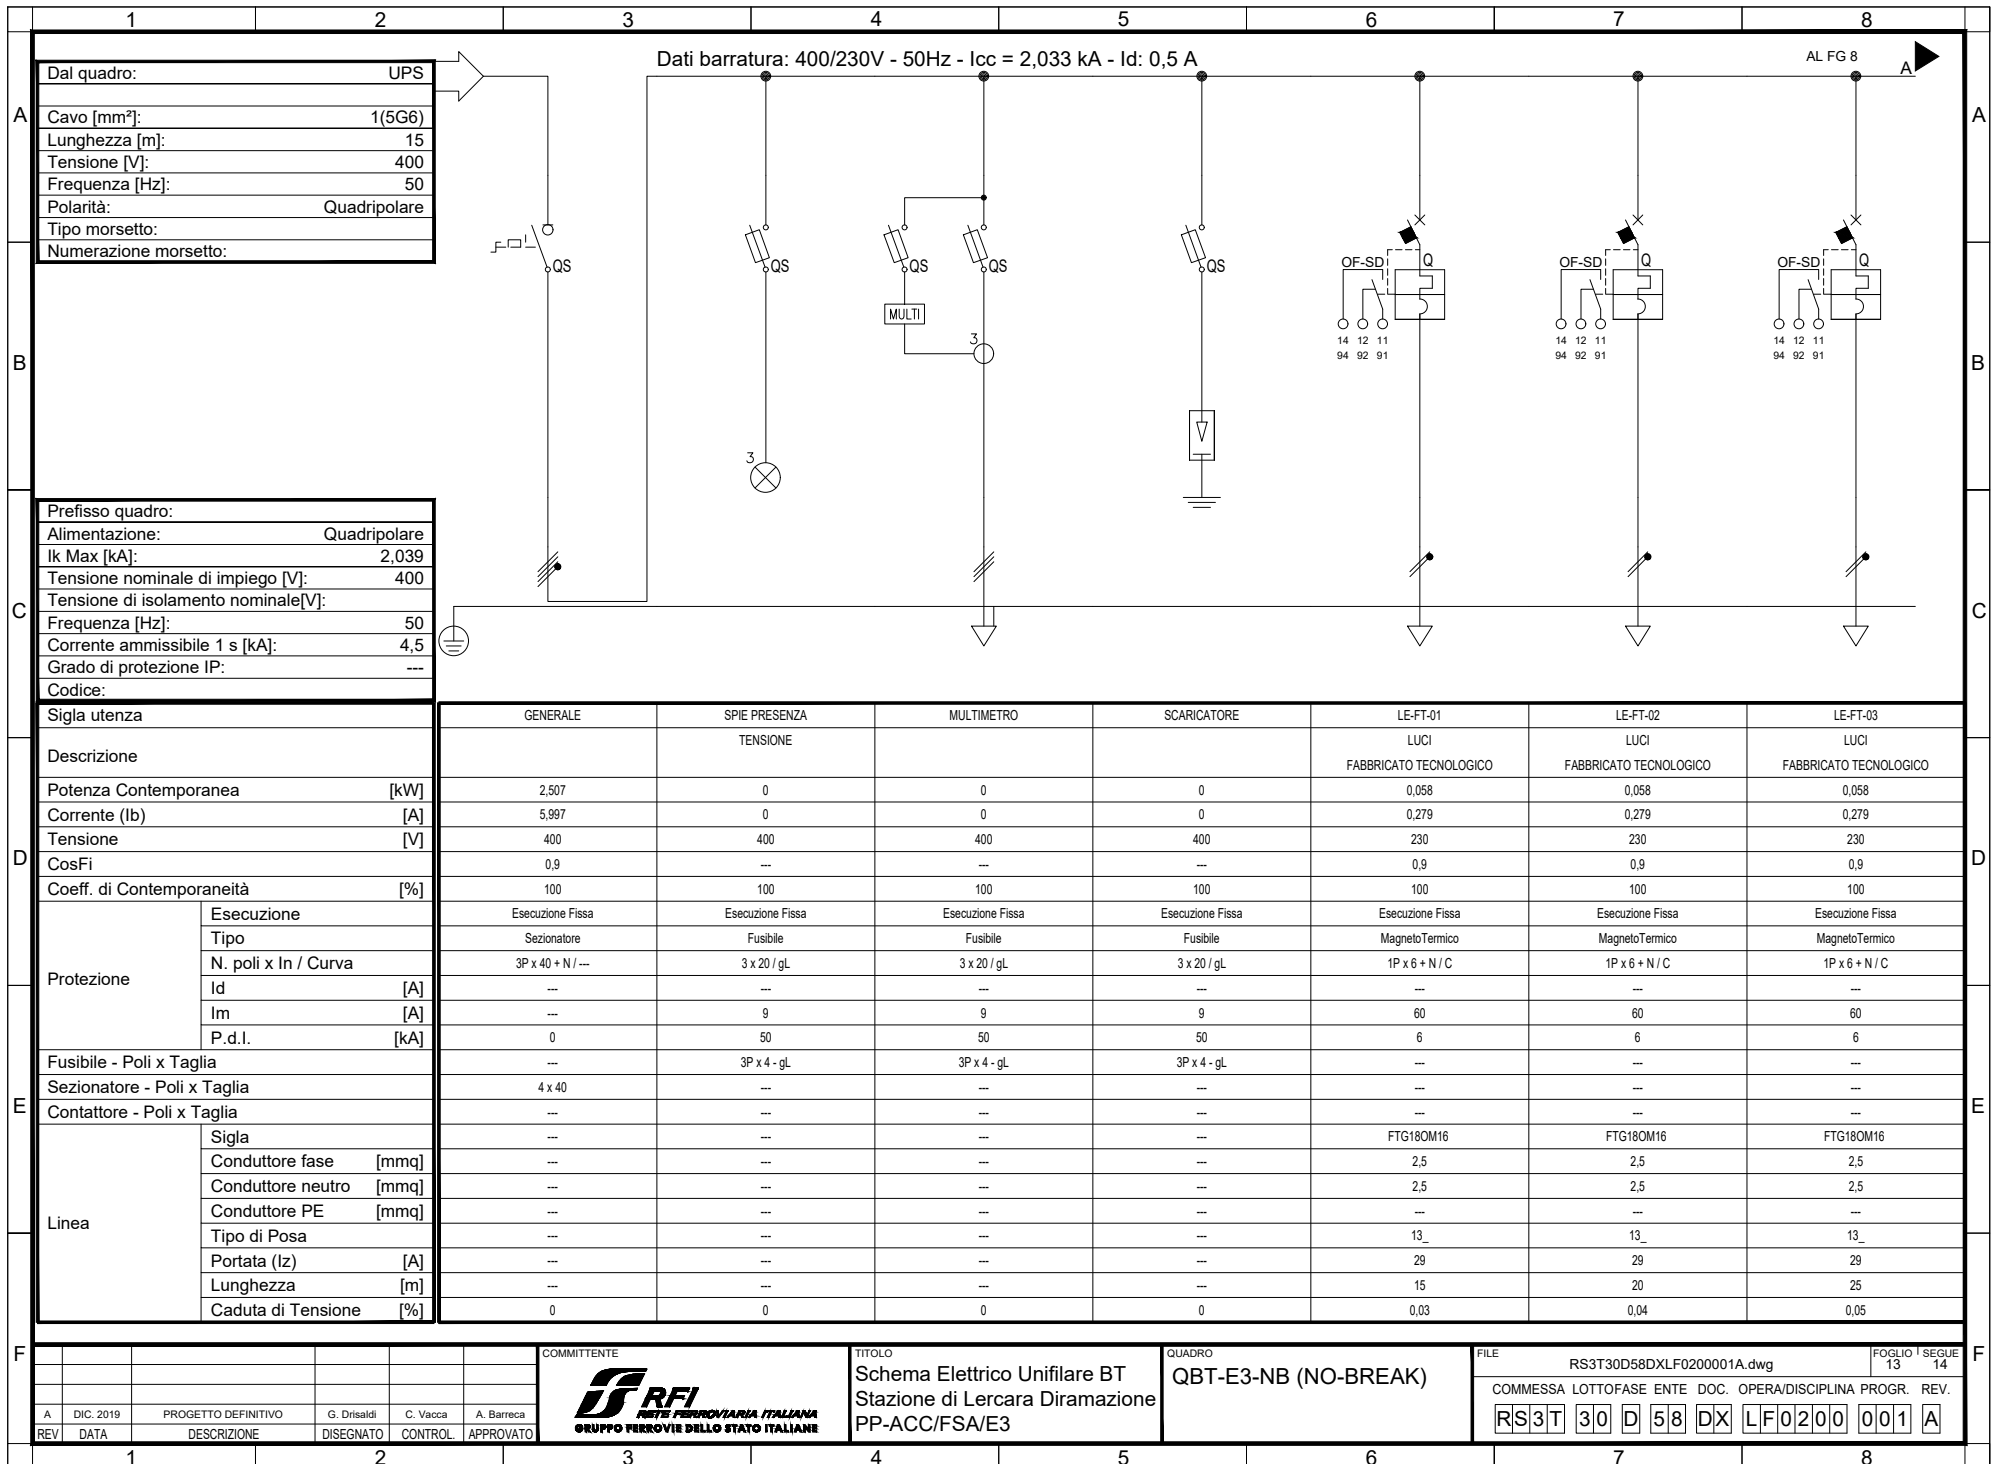 1 2 3 4 5 6 7 8
Dati barratura: 400/230V - 50Hz - Icc = 2,033 kA - Id: 0,5 A
AL FG 8
A
A A
B B
C C
D D
E E
F F
Dal quadro: UPS
Cavo [mm²]: 1(5G6)
Lunghezza [m]: 15
Tensione [V]: 400
Frequenza [Hz]: 50
Polarità: Quadripolare
Tipo morsetto:
Numerazione morsetto:
QS QS QS QS QS
MULTI
3
3
OF-SD Q OF-SD Q OF-SD Q
14 12 11 14 12 11 14 12 11
94 92 91 94 92 91 94 92 91
Prefisso quadro:
Alimentazione: Quadripolare
Ik Max [kA]: 2,039
Tensione nominale di impiego [V]: 400
Tensione di isolamento nominale[V]:
Frequenza [Hz]: 50
Corrente ammissibile 1 s [kA]: 4,5
Grado di protezione IP: ---
Codice:
Sigla utenza GENERALE SPIE PRESENZA MULTIMETRO SCARICATORE LE-FT-01 LE-FT-02 LE-FT-03
Descrizione TENSIONE LUCI LUCI LUCI
FABBRICATO TECNOLOGICO FABBRICATO TECNOLOGICO FABBRICATO TECNOLOGICO
Potenza Contemporanea [kW] 2,507 0 0 0 0,058 0,058 0,058
Corrente (Ib) [A] 5,997 0 0 0 0,279 0,279 0,279
Tensione [V] 400 400 400 400 230 230 230
CosFi 0,9 --- --- --- 0,9 0,9 0,9
Coeff. di Contemporaneità [%] 100 100 100 100 100 100 100
Protezione
Esecuzione Esecuzione Fissa Esecuzione Fissa Esecuzione Fissa Esecuzione Fissa Esecuzione Fissa Esecuzione Fissa Esecuzione Fissa
Tipo Sezionatore Fusibile Fusibile Fusibile MagnetoTermico MagnetoTermico MagnetoTermico
N. poli x In / Curva 3P x 40 + N / --- 3 x 20 / gL 3 x 20 / gL 3 x 20 / gL 1P x 6 + N / C 1P x 6 + N / C 1P x 6 + N / C
Id [A] --- --- --- --- --- --- ---
Im [A] --- 9 9 9 60 60 60
P.d.I. [kA] 0 50 50 50 6 6 6
Fusibile - Poli x Taglia --- 3P x 4 - gL 3P x 4 - gL 3P x 4 - gL --- --- ---
Sezionatore - Poli x Taglia 4 x 40 --- --- --- --- --- ---
Contattore - Poli x Taglia --- --- --- --- --- --- ---
Linea
Sigla --- --- --- --- FTG18OM16 FTG18OM16 FTG18OM16
Conduttore fase [mmq] --- --- --- --- 2,5 2,5 2,5
Conduttore neutro [mmq] --- --- --- --- 2,5 2,5 2,5
Conduttore PE [mmq] --- --- --- --- --- --- ---
Tipo di Posa --- --- --- --- 13_ 13_ 13_
Portata (Iz) [A] --- --- --- --- 29 29 29
Lunghezza [m] --- --- --- --- 15 20 25
Caduta di Tensione [%] 0 0 0 0 0,03 0,04 0,05
A DIC. 2019 PROGETTO DEFINITIVO G. Drisaldi C. Vacca A. Barreca
REV DATA DESCRIZIONE DISEGNATO CONTROL. APPROVATO
COMMITTENTE
RFI
RETE FERROVIARIA ITALIANA
GRUPPO FERROVIE DELLO STATO ITALIANE
TITOLO
Schema Elettrico Unifilare BT
Stazione di Lercara Diramazione
PP-ACC/FSA/E3
QUADRO
QBT-E3-NB (NO-BREAK)
FILE
RS3T30D58DXLF0200001A.dwg
FOGLIO SEGUE
13 14
COMMESSA LOTTO FASE ENTE DOC. OPERA/DISCIPLINA PROGR. REV.
RS3T 30 D 58 DX LF0200 001 A
1 2 3 4 5 6 7 8